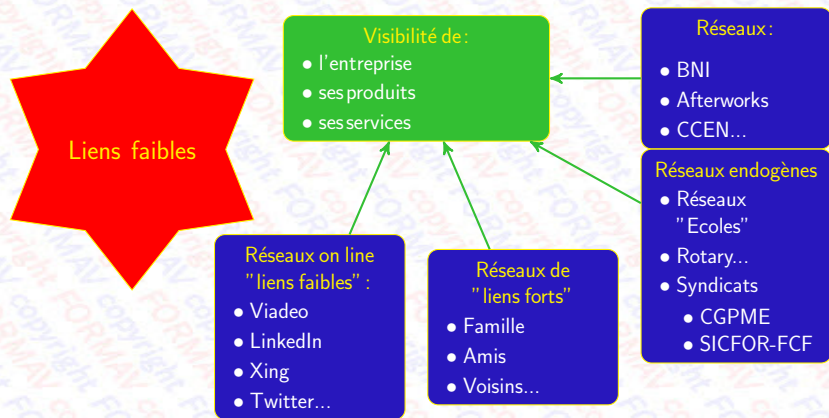 Liens faibles
Visibilité de :
• l'entreprise
• ses produits
• ses services
Réseaux :
• BNI
• Afterworks
• CCEN...
Réseaux endogènes
• Réseaux
"Ecoles"
• Rotary...
• Syndicats
• CGPME
• SICFOR-FCF
Réseaux on line
"liens faibles" :
• Viadeo
• LinkedIn
• Xing
• Twitter...
Réseaux de
"liens forts"
• Famille
• Amis
• Voisins...
copyright FORMAV